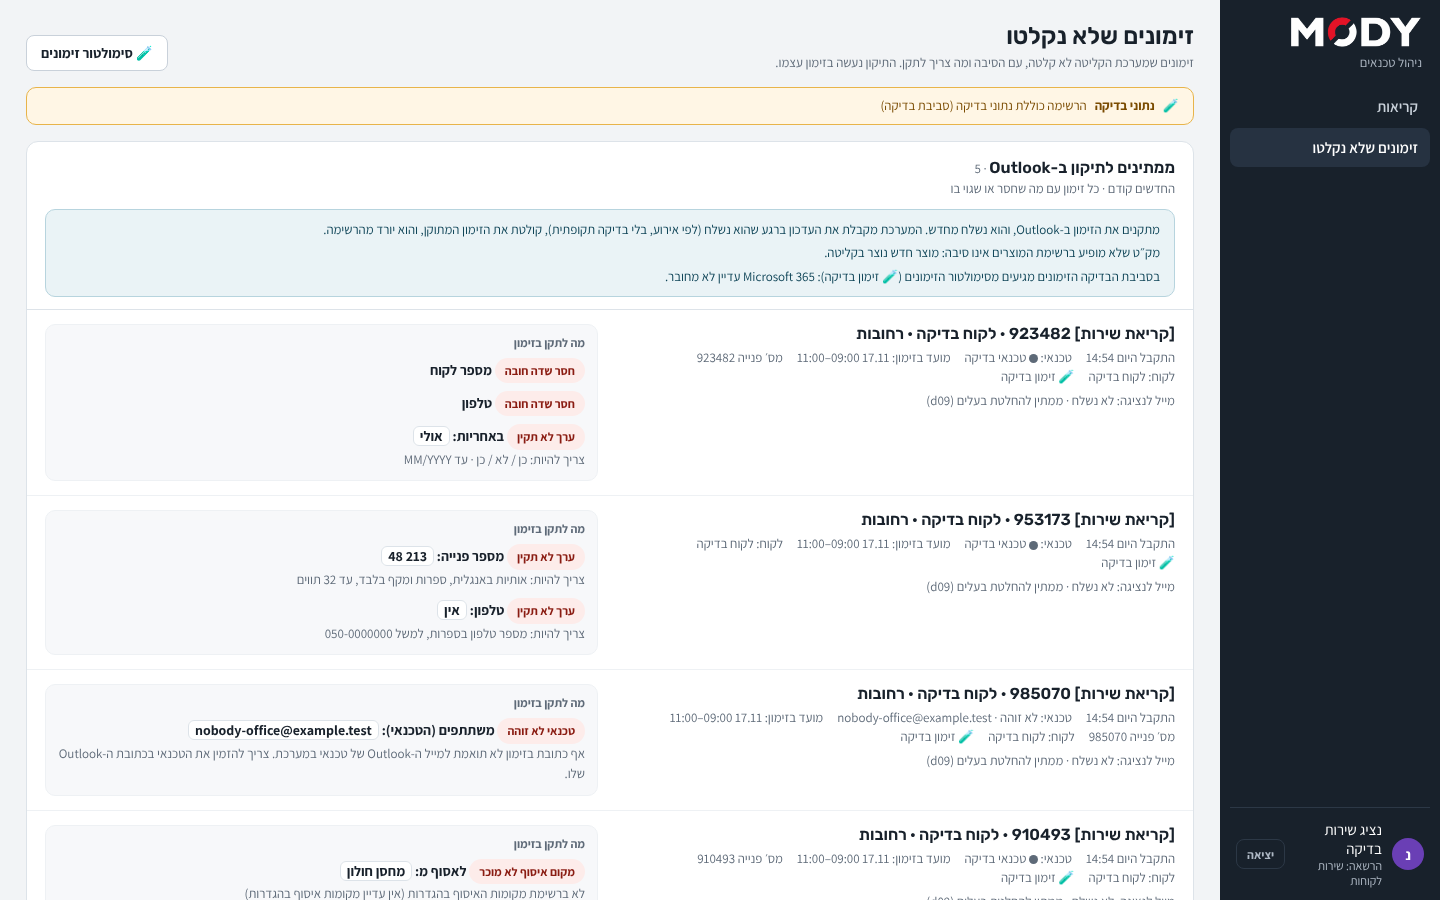 MODY
ניהול טכנאים
קריאות
זימונים שלא נקלטו
נציג שירות בדיקה
הרשאה: שירות לקוחות
נ
יציאה
זימונים שלא נקלטו
זימונים שמערכת הקליטה לא קלטה, עם הסיבה ומה צריך לתקן. התיקון נעשה בזימון עצמו.
🧪 סימולטור זימונים
🧪 נתוני בדיקה הרשימה כוללת נתוני בדיקה (סביבת בדיקה)
ממתינים לתיקון ב-Outlook · 5
החדשים קודם · כל זימון עם מה שחסר או שגוי בו
מתקנים את הזימון ב-Outlook, והוא נשלח מחדש. המערכת מקבלת את העדכון ברגע שהוא נשלח (לפי אירוע, בלי בדיקה תקופתית), קולטת את הזימון המתוקן, והוא יורד מהרשימה.
מק״ט שלא מופיע ברשימת המוצרים אינו סיבה: מוצר חדש נוצר בקליטה.
בסביבת הבדיקה הזימונים מגיעים מסימולטור הזימונים (🧪 זימון בדיקה): Microsoft 365 עדיין לא מחובר.
[קריאת שירות] 923482 • לקוח בדיקה • רחובות
התקבל היום 14:54 טכנאי: ● טכנאי בדיקה מועד בזימון: 17.11 09:00–11:00 מס׳ פנייה 923482
לקוח: לקוח בדיקה 🧪 זימון בדיקה
מייל לנציגה: לא נשלח · ממתין להחלטת בעלים (d09)
מה לתקן בזימון
חסר שדה חובה מספר לקוח
חסר שדה חובה טלפון
ערך לא תקין באחריות: אולי
צריך להיות: כן / לא / כן · עד MM/YYYY
[קריאת שירות] 953173 • לקוח בדיקה • רחובות
התקבל היום 14:54 טכנאי: ● טכנאי בדיקה מועד בזימון: 17.11 09:00–11:00 לקוח: לקוח בדיקה
🧪 זימון בדיקה
מייל לנציגה: לא נשלח · ממתין להחלטת בעלים (d09)
מה לתקן בזימון
ערך לא תקין מספר פנייה: 48 213
צריך להיות: אותיות באנגלית, ספרות ומקף בלבד, עד 32 תווים
ערך לא תקין טלפון: אין
צריך להיות: מספר טלפון בספרות, למשל 050-0000000
[קריאת שירות] 985070 • לקוח בדיקה • רחובות
התקבל היום 14:54 טכנאי: לא זוהה · nobody-office@example.test מועד בזימון: 17.11 09:00–11:00
מס׳ פנייה 985070 לקוח: לקוח בדיקה 🧪 זימון בדיקה
מייל לנציגה: לא נשלח · ממתין להחלטת בעלים (d09)
מה לתקן בזימון
טכנאי לא זוהה משתתפים (הטכנאי): nobody-office@example.test
אף כתובת בזימון לא תואמת למייל ה-Outlook של טכנאי במערכת. צריך להזמין את הטכנאי בכתובת ה-Outlook
שלו.
[קריאת שירות] 910493 • לקוח בדיקה • רחובות
התקבל היום 14:54 טכנאי: ● טכנאי בדיקה מועד בזימון: 17.11 09:00–11:00 מס׳ פנייה 910493
לקוח: לקוח בדיקה 🧪 זימון בדיקה
מה לתקן בזימון
מקום איסוף לא מוכר לאסוף מ: מחסן חולון
לא ברשימת מקומות האיסוף בהגדרות (אין עדיין מקומות איסוף בהגדרות)